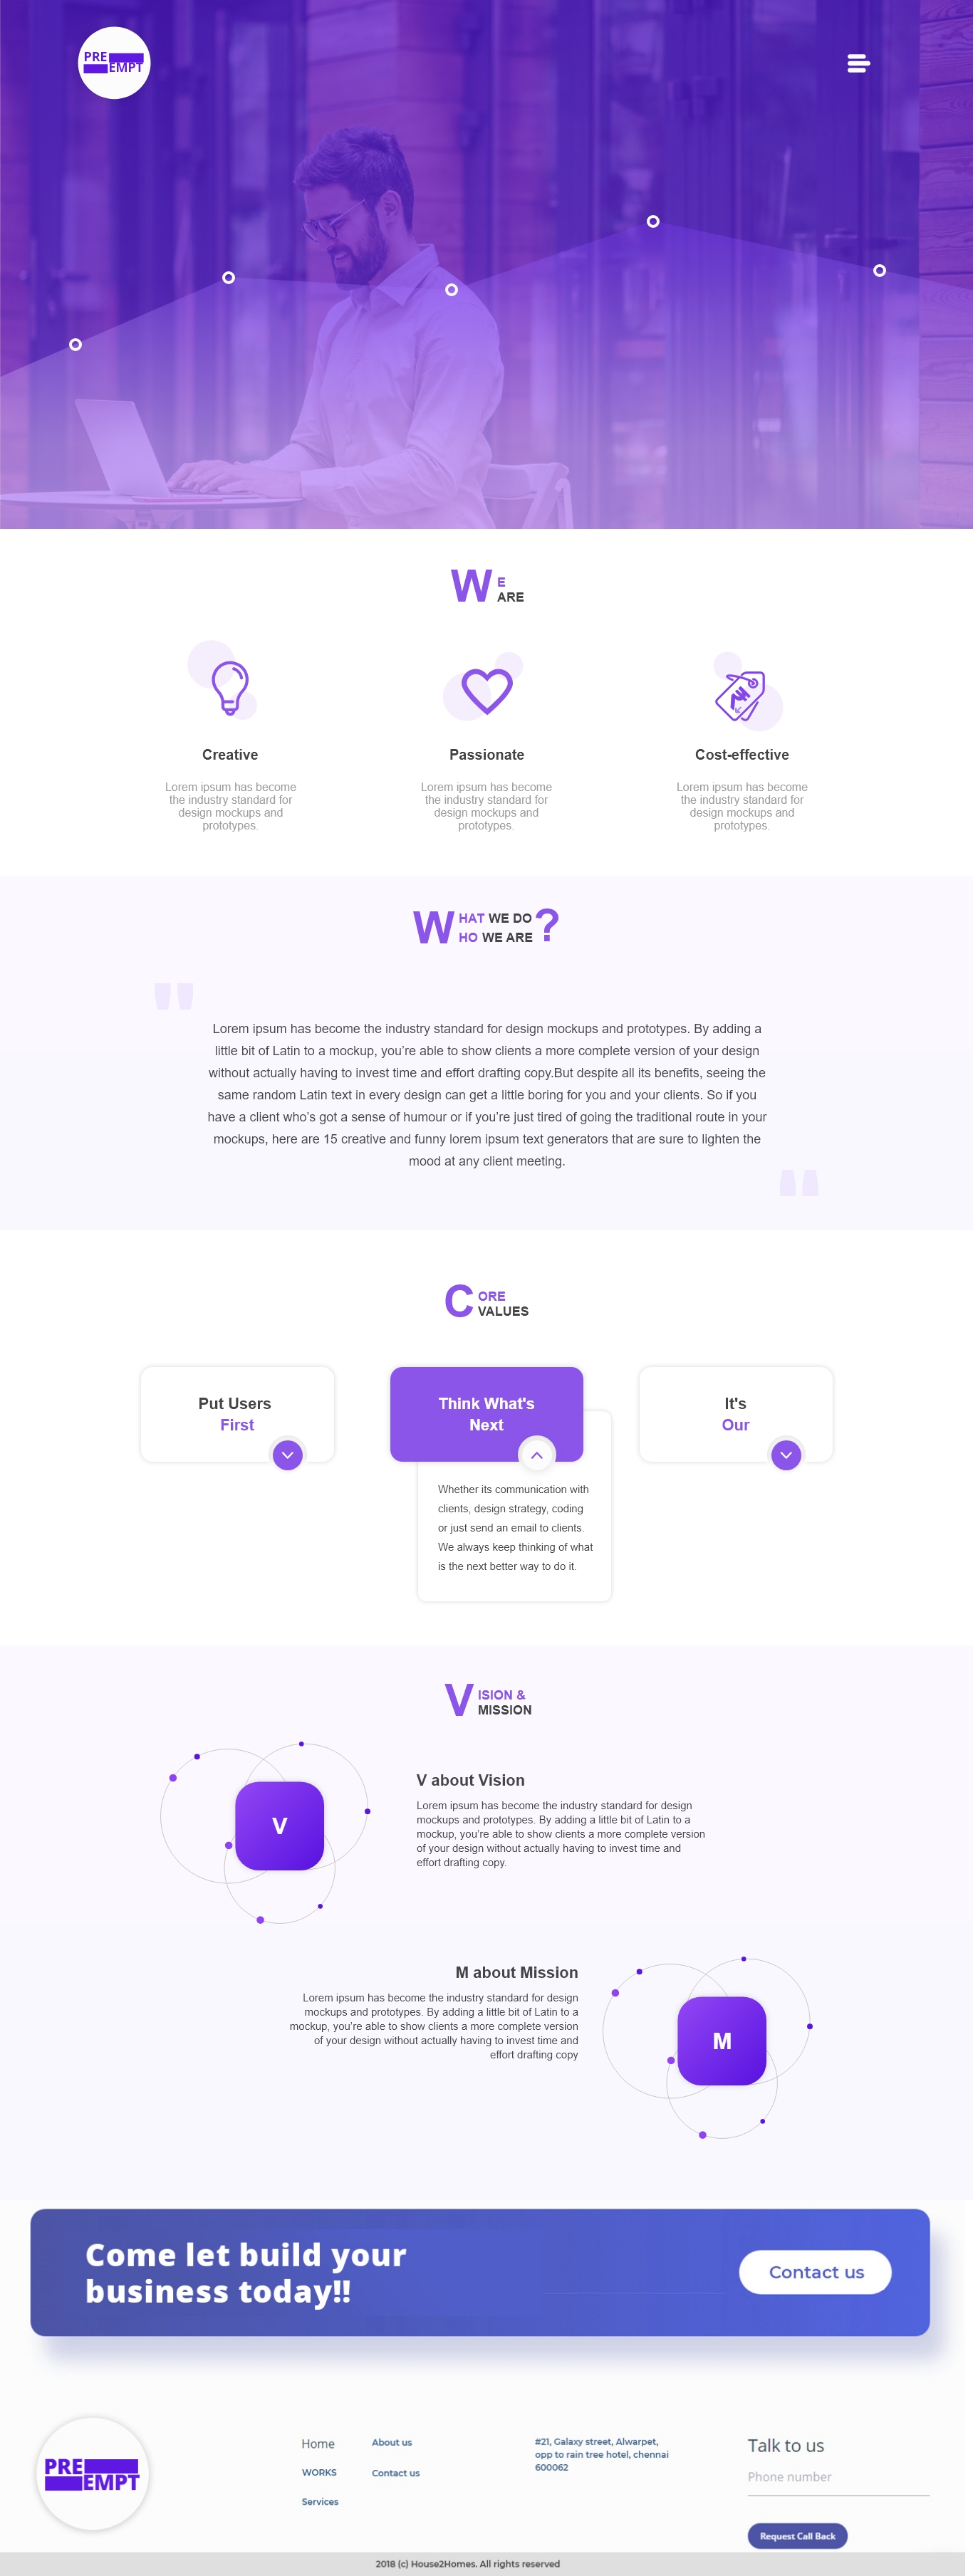 PRE
EMPT
W E
ARE
Creative
Passionate
Cost-effective
Lorem ipsum has become
the industry standard for
design mockups and
prototypes.
Lorem ipsum has become
the industry standard for
design mockups and
prototypes.
Lorem ipsum has become
the industry standard for
design mockups and
prototypes.
W HAT WE DO ?
HO WE ARE
"
Lorem ipsum has become the industry standard for design mockups and prototypes. By adding a
little bit of Latin to a mockup, you’re able to show clients a more complete version of your design
without actually having to invest time and effort drafting copy.But despite all its benefits, seeing the
same random Latin text in every design can get a little boring for you and your clients. So if you
have a client who’s got a sense of humour or if you’re just tired of going the traditional route in your
mockups, here are 15 creative and funny lorem ipsum text generators that are sure to lighten the
mood at any client meeting.
"
C ORE
VALUES
Put Users
First
Think What's
Next
It's
Our
Whether its communication with
clients, design strategy, coding
or just send an email to clients.
We always keep thinking of what
is the next better way to do it.
V ISION &
MISSION
V
V about Vision
Lorem ipsum has become the industry standard for design
mockups and prototypes. By adding a little bit of Latin to a
mockup, you’re able to show clients a more complete version
of your design without actually having to invest time and
effort drafting copy.
M about Mission
Lorem ipsum has become the industry standard for design
mockups and prototypes. By adding a little bit of Latin to a
mockup, you’re able to show clients a more complete version
of your design without actually having to invest time and
effort drafting copy
M
Come let build your
business today!!
Contact us
PRE
EMPT
Home
WORKS
Services
About us
Contact us
#21, Galaxy street, Alwarpet,
opp to rain tree hotel, chennai
600062
Talk to us
Phone number
Request Call Back
2018 (c) House2Homes. All rights reserved